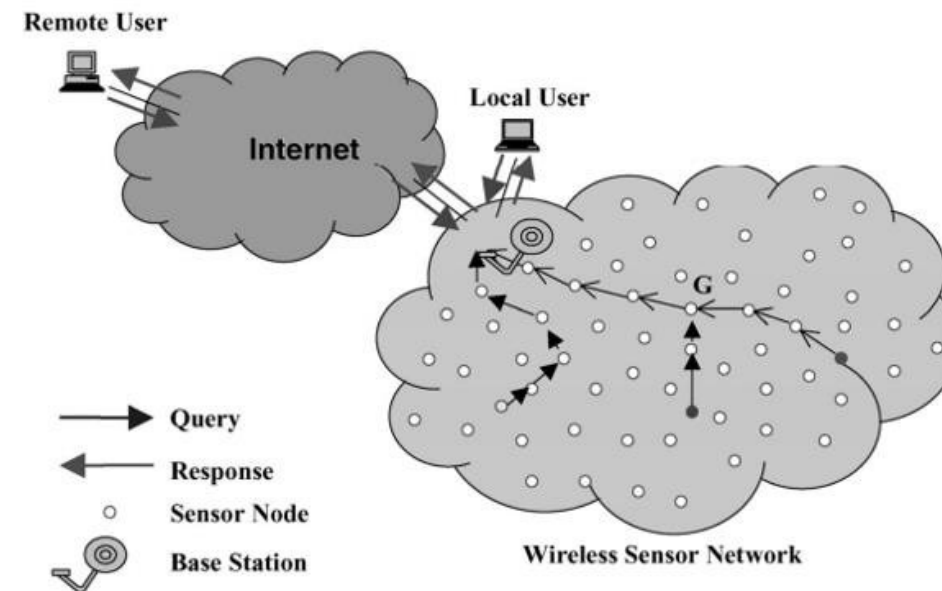 Remote User
Local User
Internet
G
Query
Response
Sensor Node
Base Station
Wireless Sensor Network